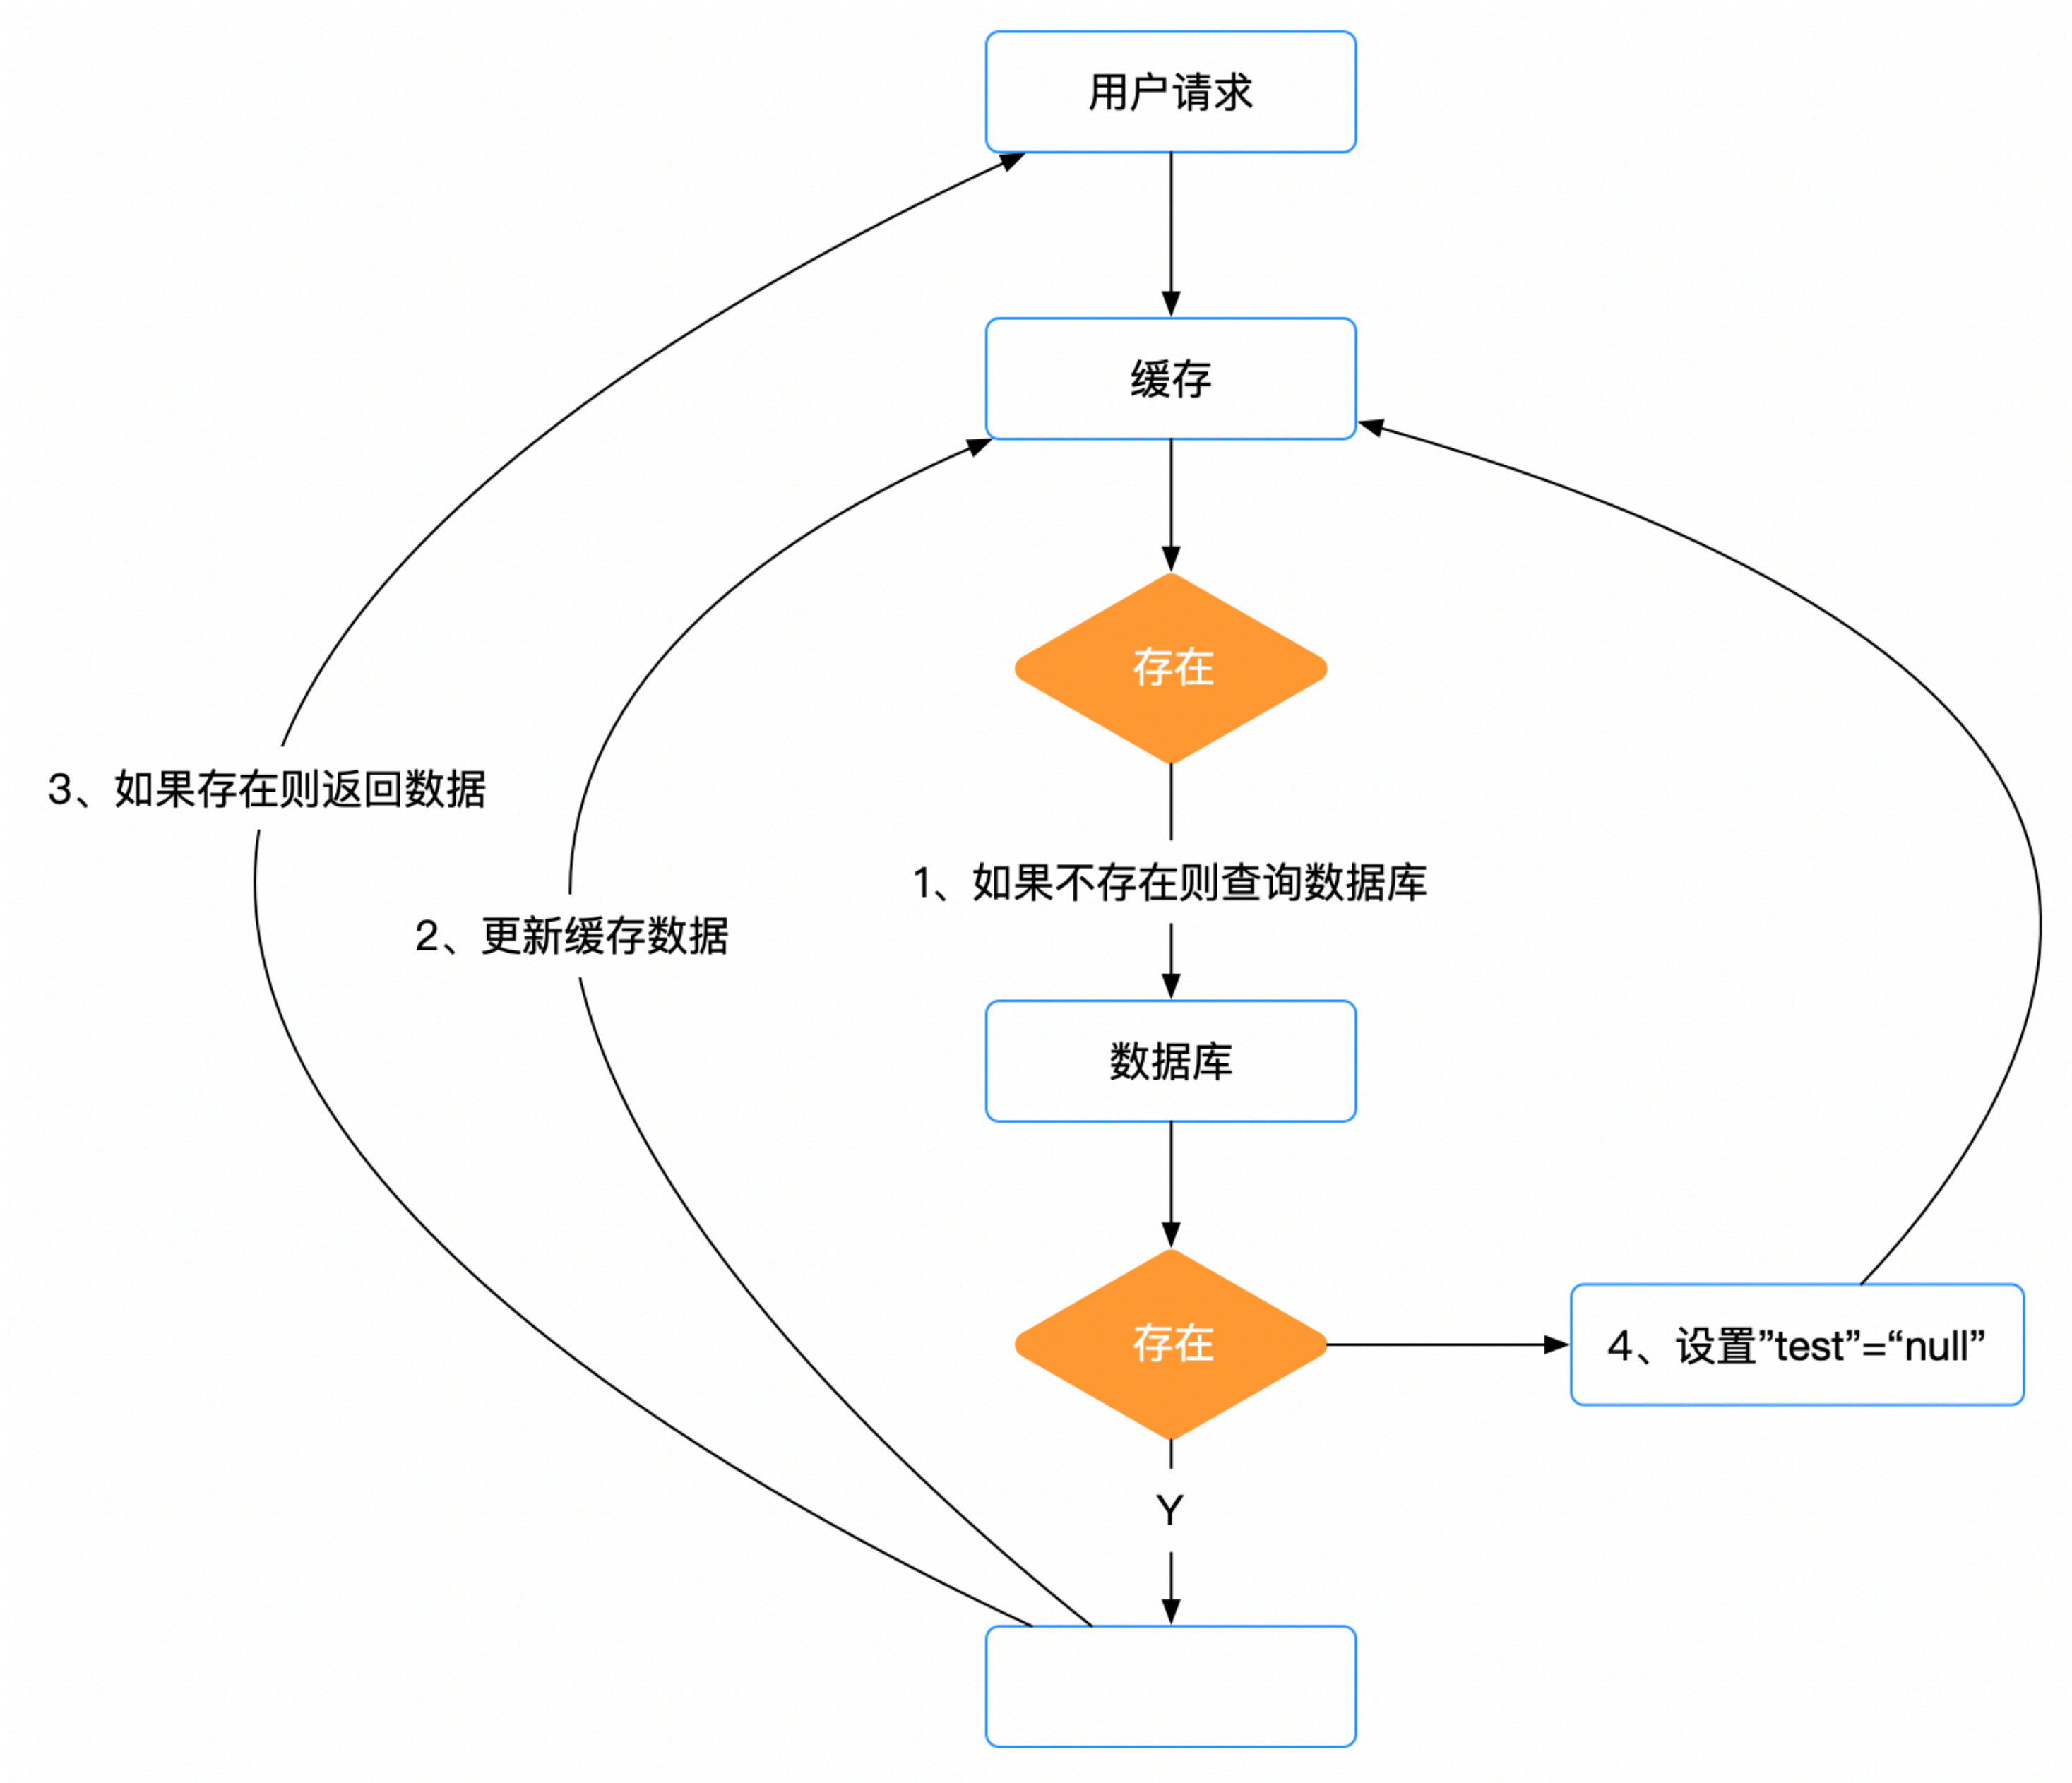 用户请求
缓存
存在
3、如果存在则返回数据
1、如果不存在则查询数据库
2、更新缓存数据
数据库
存在
4、设置”test”=“null”
Y